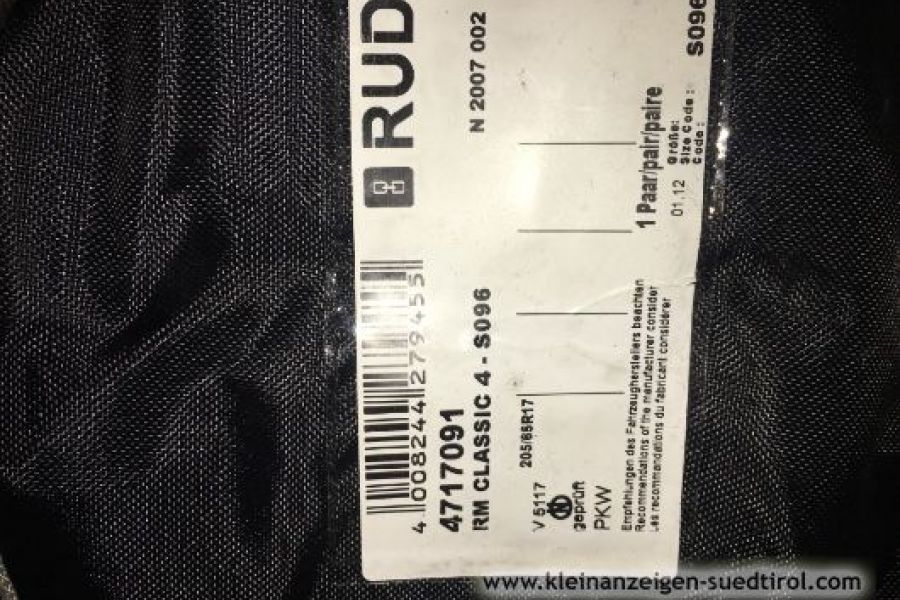 RUD
N 2007 002
4 008244 279455
4717091
RM CLASSIC 4 - S096
205/65R17
V 5117
geprüft
PKW
1 Paar/pair/paire
01.12
Größe:
Size Code :
Code :
S096
Empfehlungen des Fahrzeugherstellers beachten
Recommendations of the manufacturer consider
Les recommandations du fabricant considérer
www.kleinanzeigen-suedtirol.com